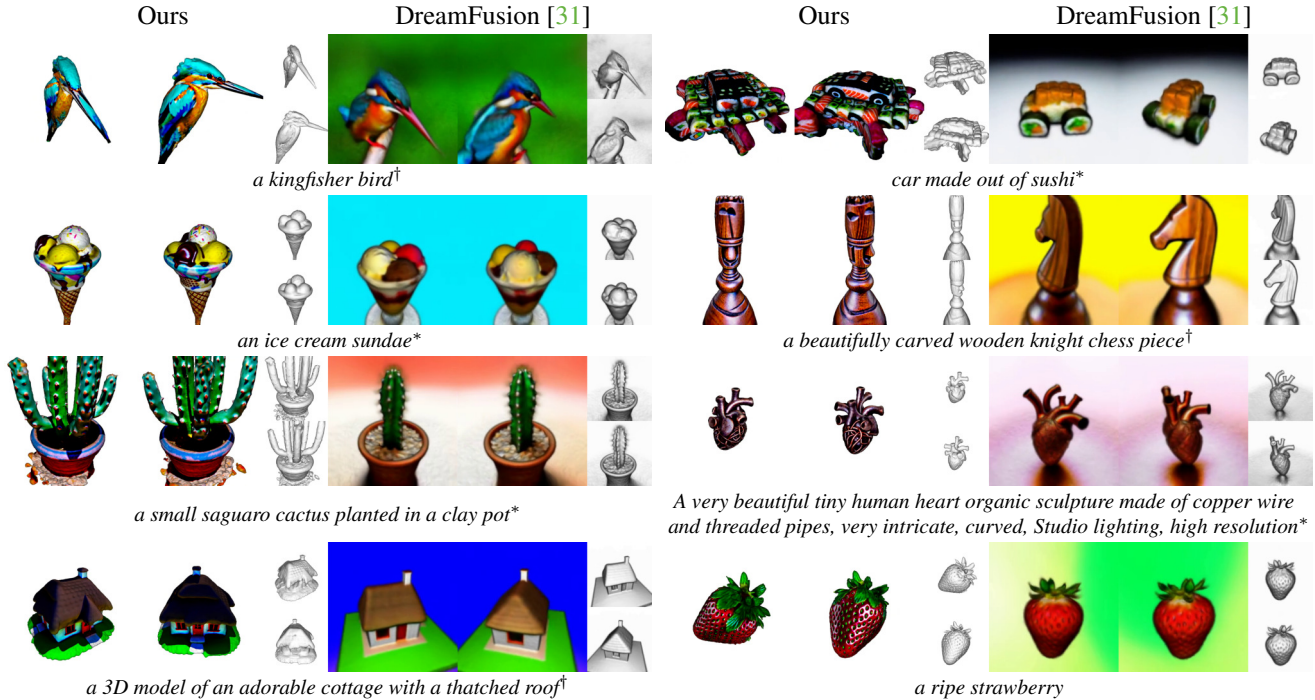 Ours DreamFusion [31] Ours DreamFusion [31]
a kingfisher bird†
car made out of sushi*
an ice cream sundae*
a beautifully carved wooden knight chess piece†
a small saguaro cactus planted in a clay pot*
A very beautiful tiny human heart organic sculpture made of copper wire
and threaded pipes, very intricate, curved, Studio lighting, high resolution*
a 3D model of an adorable cottage with a thatched roof†
a ripe strawberry